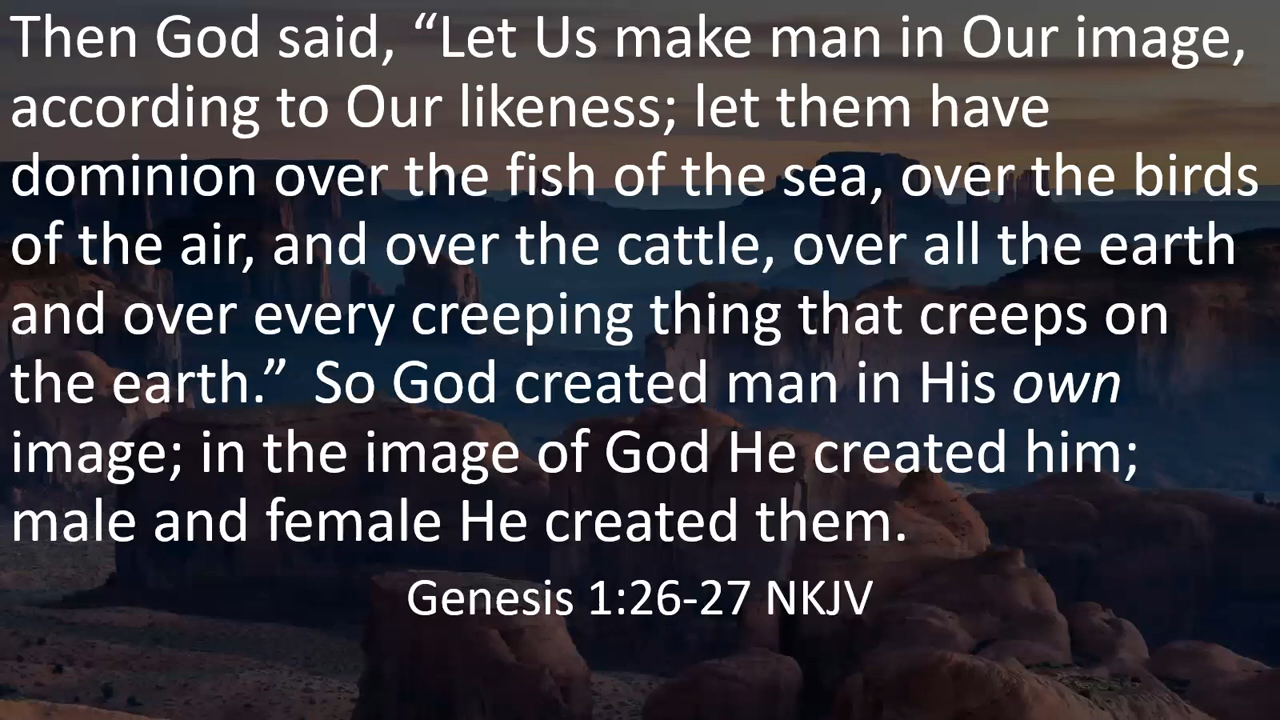 Then God said, “Let Us make man in Our image,
according to Our likeness; let them have
dominion over the fish of the sea, over the birds
of the air, and over the cattle, over all the earth
and over every creeping thing that creeps on
the earth.”  So God created man in His own
image; in the image of God He created him;
male and female He created them.
Genesis 1:26-27 NKJV